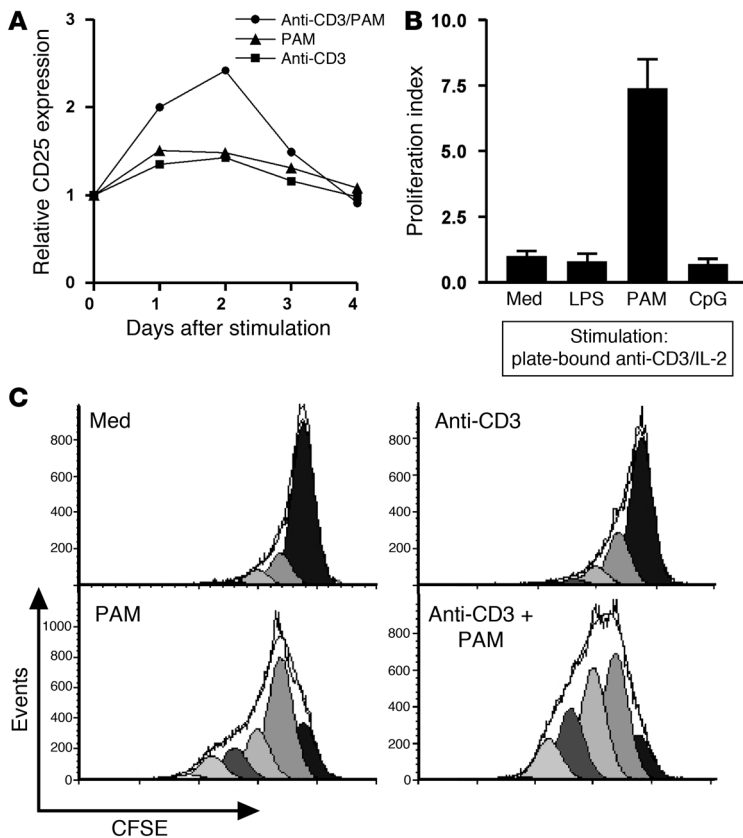 A
Relative CD25 expression
3
2
1
0
0 1 2 3 4
Days after stimulation
Anti-CD3/PAM
PAM
Anti-CD3
B
Proliferation index
10.0
7.5
5.0
2.5
0.0
Med LPS PAM CpG
Stimulation:
plate-bound anti-CD3/IL-2
C
Med
800
600
400
200
Anti-CD3
800
600
400
200
PAM
1000
800
600
400
200
0
Anti-CD3 +
PAM
800
600
400
200
0
Events
CFSE